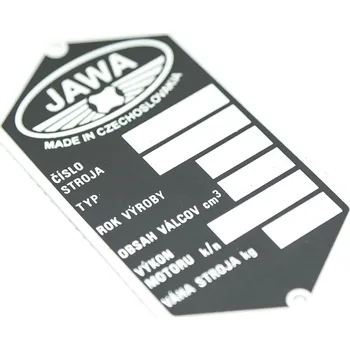 JAWA
MADE IN CZECHOSLOVAKIA
ČÍSLO
STROJA
TYP
ROK VÝROBY
OBSAH VÁLCOV cm³
VÝKON
MOTORU k/n
VÁHA STROJA kg